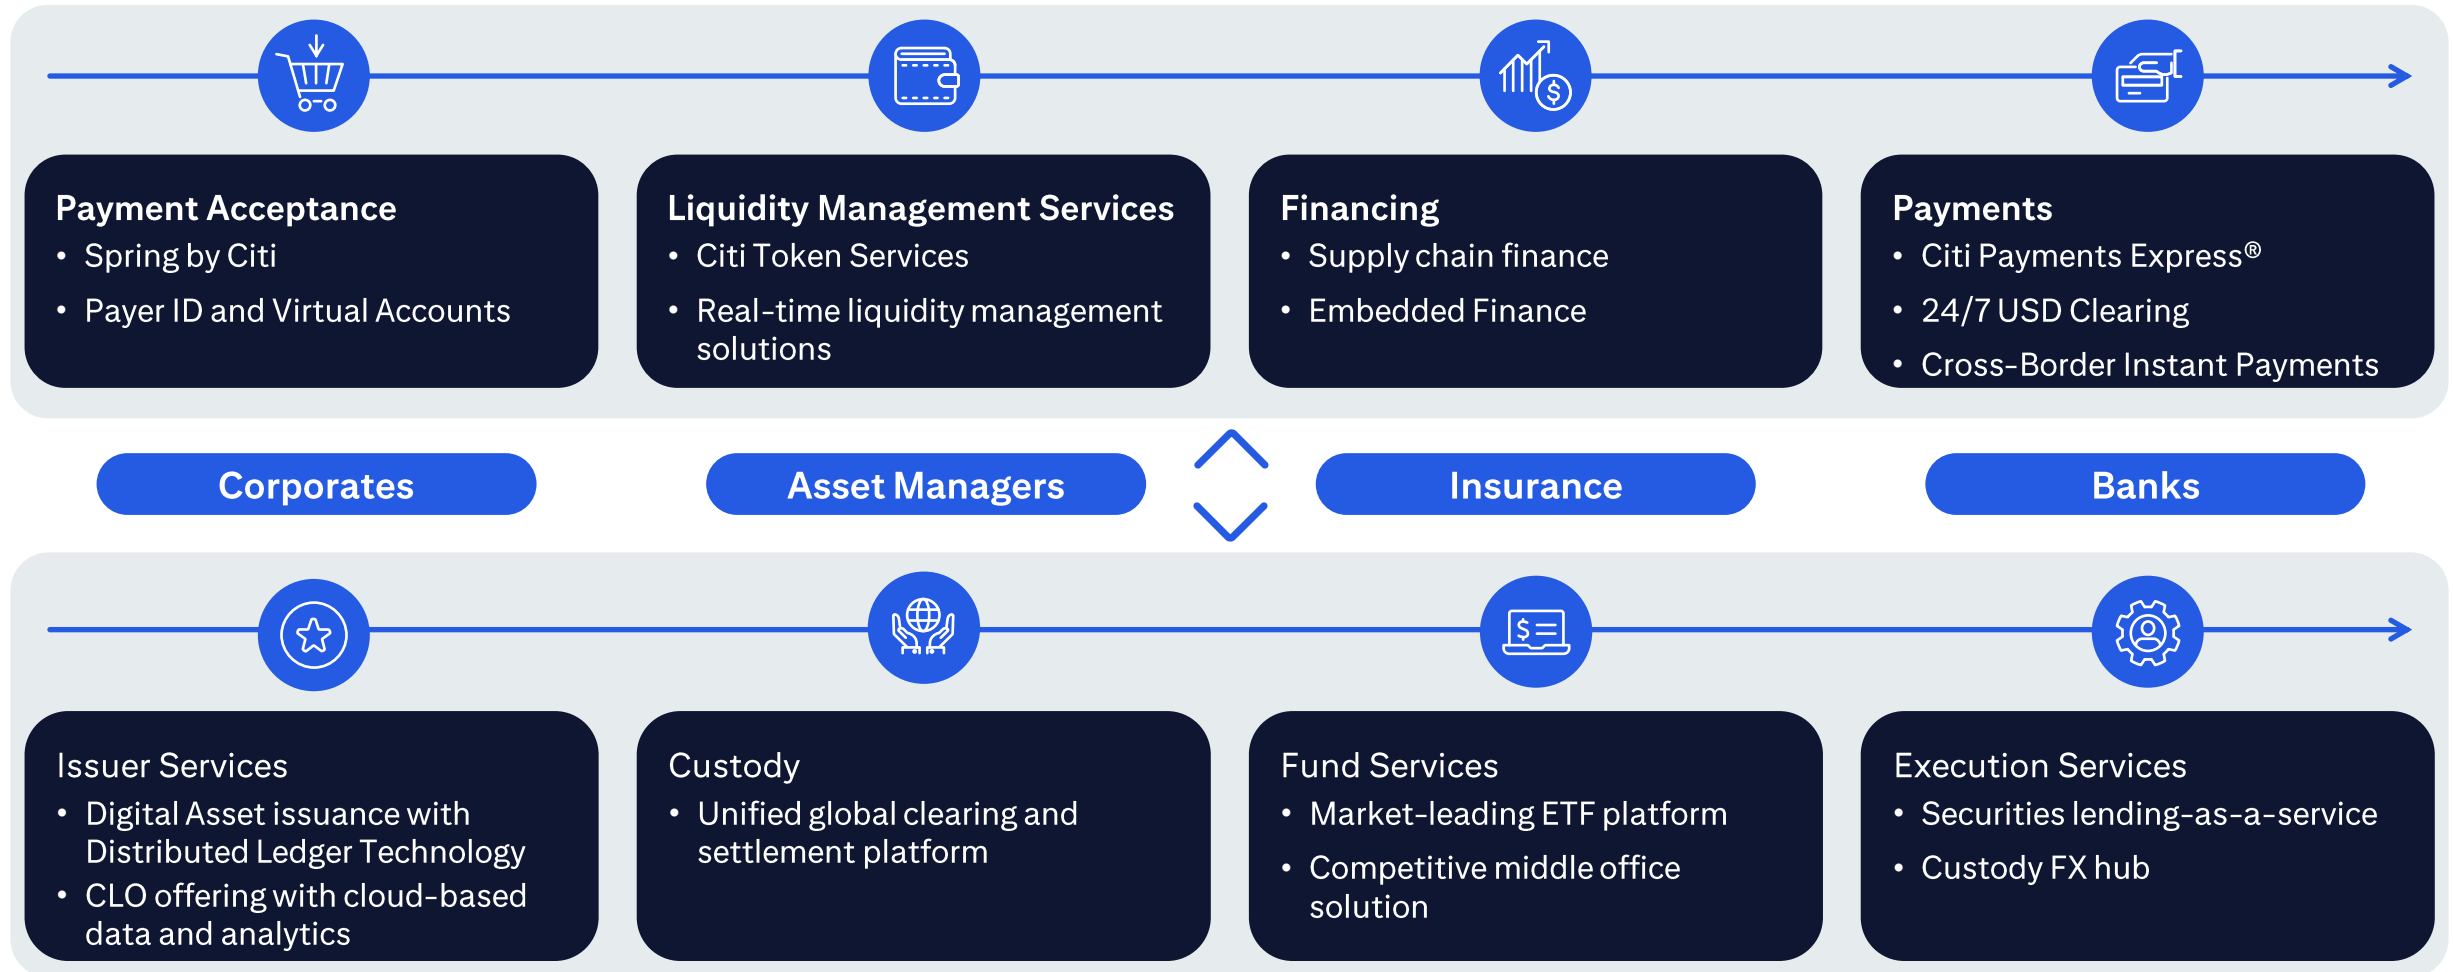 Payment Acceptance
• Spring by Citi
• Payer ID and Virtual Accounts
Liquidity Management Services
• Citi Token Services
• Real-time liquidity management
solutions
Financing
• Supply chain finance
• Embedded Finance
Payments
• Citi Payments Express®
• 24/7 USD Clearing
• Cross-Border Instant Payments
Corporates
Asset Managers
Insurance
Banks
Issuer Services
• Digital Asset issuance with
Distributed Ledger Technology
• CLO offering with cloud-based
data and analytics
Custody
• Unified global clearing and
settlement platform
Fund Services
• Market-leading ETF platform
• Competitive middle office
solution
Execution Services
• Securities lending-as-a-service
• Custody FX hub